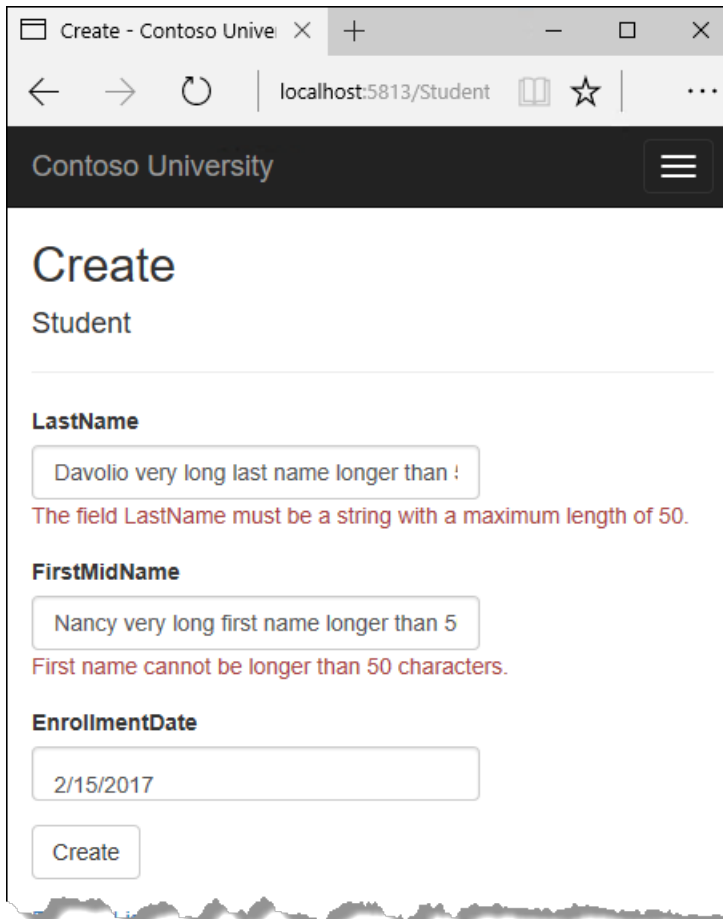 Create - Contoso Univer
localhost:5813/Student
Contoso University
Create
Student
LastName
Davolio very long last name longer than
The field LastName must be a string with a maximum length of 50.
FirstMidName
Nancy very long first name longer than 5
First name cannot be longer than 50 characters.
EnrollmentDate
2/15/2017
Create